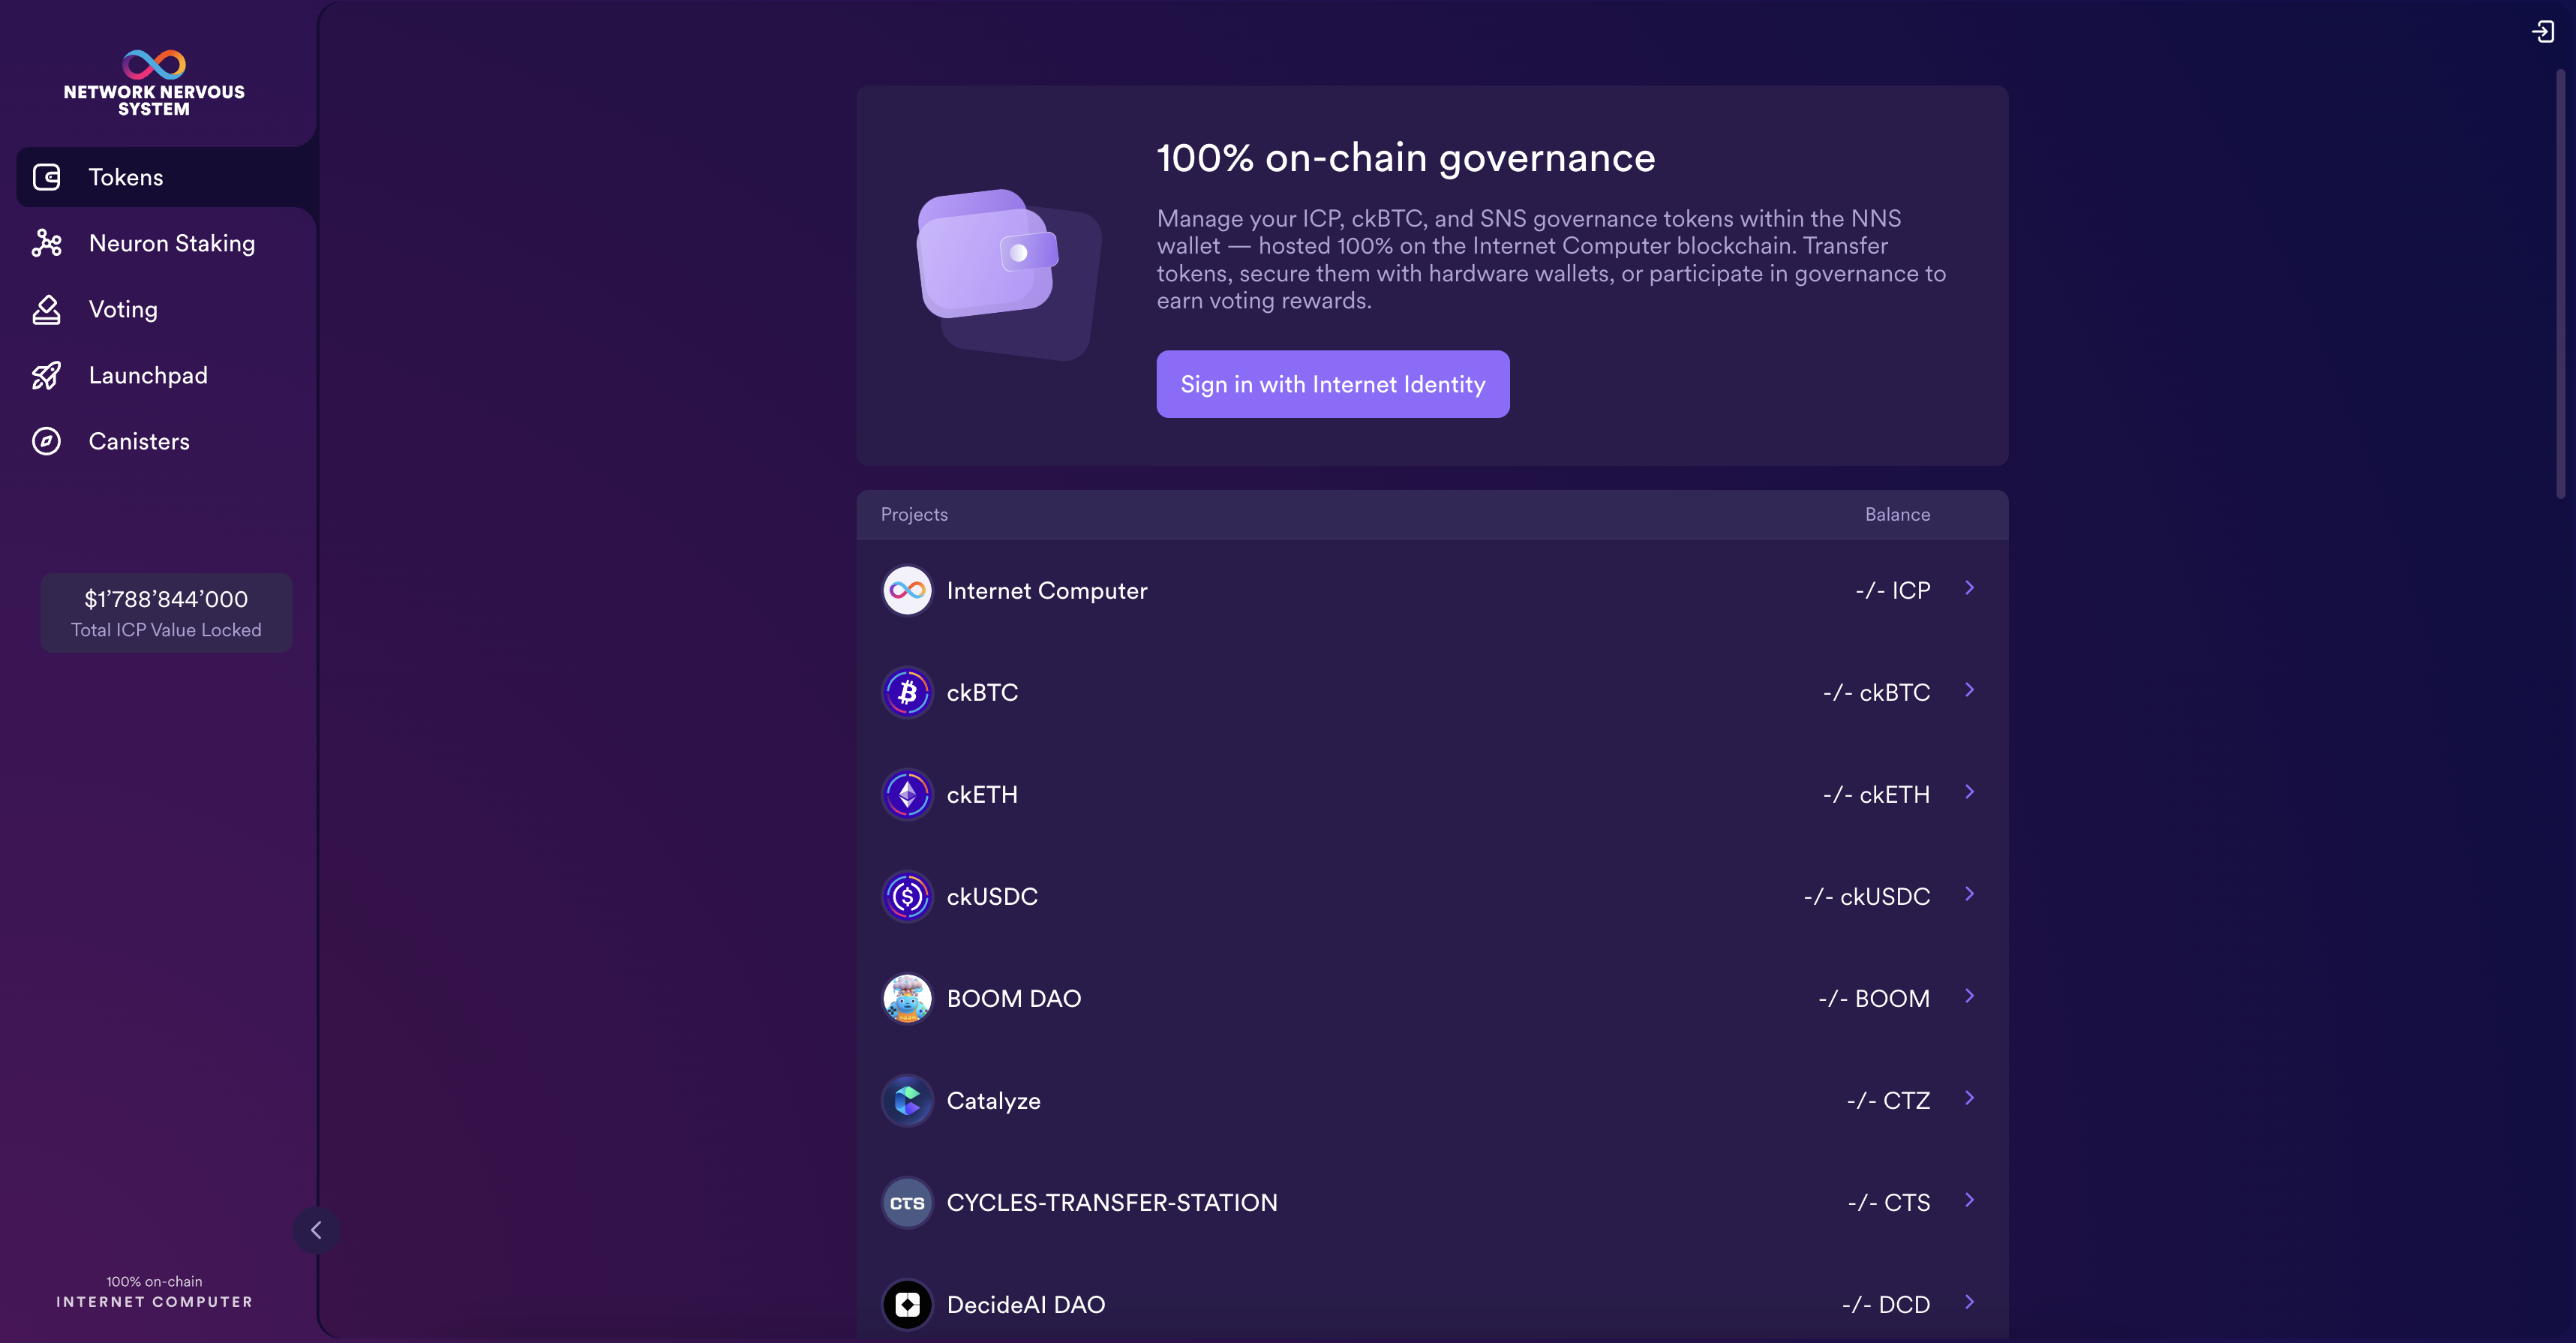 NETWORK NERVOUS
SYSTEM
Tokens
Neuron Staking
Voting
Launchpad
Canisters
$1’788’844’000
Total ICP Value Locked
100% on-chain
INTERNET COMPUTER
100% on-chain governance
Manage your ICP, ckBTC, and SNS governance tokens within the NNS
wallet — hosted 100% on the Internet Computer blockchain. Transfer
tokens, secure them with hardware wallets, or participate in governance to
earn voting rewards.
Sign in with Internet Identity
Projects Balance
Internet Computer -/- ICP
ckBTC -/- ckBTC
ckETH -/- ckETH
ckUSDC -/- ckUSDC
BOOM DAO -/- BOOM
Catalyze -/- CTZ
CTS CYCLES-TRANSFER-STATION -/- CTS
DecideAI DAO -/- DCD